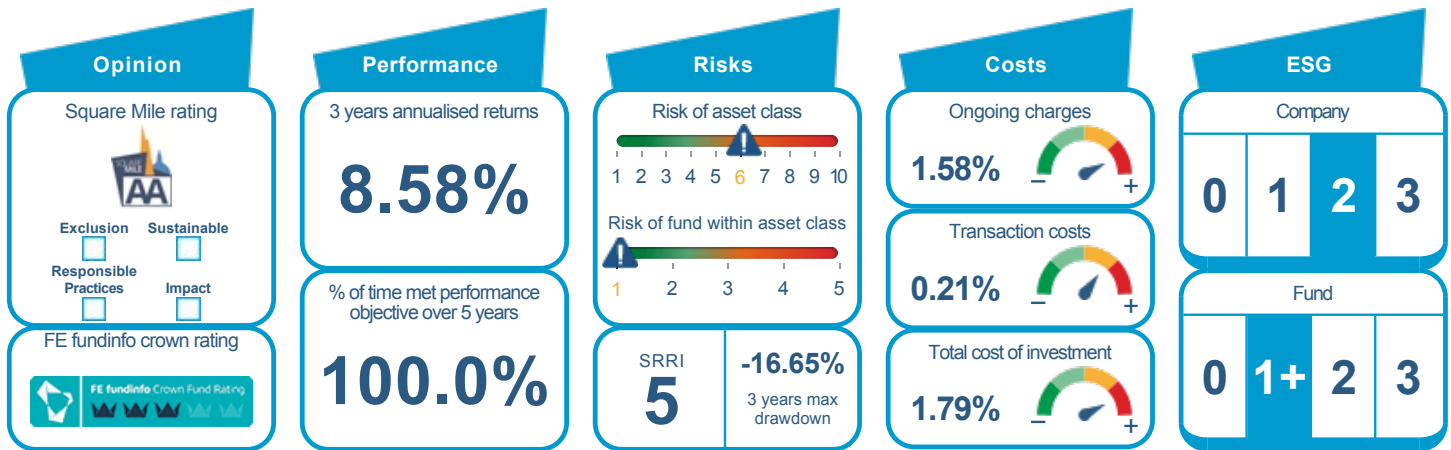 Opinion
Square Mile rating
SQUARE
MILE
AA
Exclusion
Sustainable
Responsible
Practices
Impact
FE fundinfo crown rating
FE fundinfo Crown Fund Rating
Performance
3 years annualised returns
8.58%
% of time met performance
objective over 5 years
100.0%
Risks
Risk of asset class
1 2 3 4 5 6 7 8 9 10
Risk of fund within asset class
1 2 3 4 5
SRRI
5
-16.65%
3 years max
drawdown
Costs
Ongoing charges
1.58%
– +
Transaction costs
0.21%
– +
Total cost of investment
1.79%
– +
ESG
Company
0 1 2 3
Fund
0 1+ 2 3